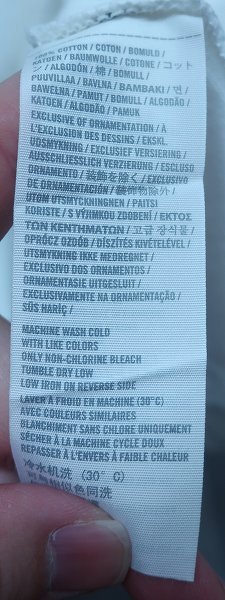 100% COTTON / COTON / BOMULD /
KATOEN / BAUMWOLLE / COTONE / コット
ン / ALGODÓN / 棉 / BOMULL / 면 /
PUUVILLAA / BAVLNA / BAMBAKI /
BAWEŁNA / PAMUT / BOMULL / ALGODÃO /
KATOEN / ALGODÃO / PAMUK
EXCLUSIVE OF ORNAMENTATION / À
L'EXCLUSION DES DESSINS / EKSKL.
UDSMYKNING / EXCLUSIEF VERSIERING /
AUSSCHLIESSLICH VERZIERUNG / ESCLUSO
ORNAMENTO / 装飾を除く / EXCLUSIVO
DE ORNAMENTACIÓN / 装饰物除外 /
UTOM UTSMYCKNINGNEN / PAITSI
KORISTE / S VÝJIMKOU ZDOBENÍ / ΕΚΤΟΣ
ΤΩΝ ΚΕΝΤΗΜΑΤΩΝ / 고급 장식물 /
OPRÓCZ OZDÓB / DÍSZÍTÉS KIVÉTELÉVEL /
UTSMYKNING IKKE MEDREGNET /
EXCLUSIVO DOS ORNAMENTOS /
ORNAMENTASIE UITGESLUIT /
EXCLUSIVAMENTE NA ORNAMENTAÇÃO /
SÜS HARİÇ /
MACHINE WASH COLD
WITH LIKE COLORS
ONLY NON-CHLORINE BLEACH
TUMBLE DRY LOW
LOW IRON ON REVERSE SIDE
LAVER À FROID EN MACHINE (30°C)
AVEC COULEURS SIMILAIRES
BLANCHIMENT SANS CHLORE UNIQUEMENT
SÉCHER À LA MACHINE CYCLE DOUX
REPASSER À L'ENVERS À FAIBLE CHALEUR
冷水机洗 (30°C)